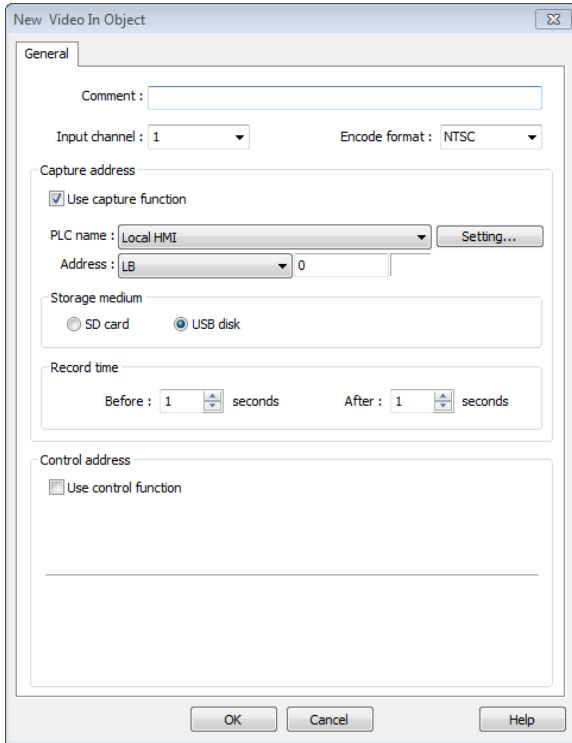 New  Video In Object
General
Comment :
Input channel : 1 Encode format : NTSC
Capture address
Use capture function
PLC name : Local HMI Setting...
Address : LB 0
Storage medium
SD card USB disk
Record time
Before : 1 seconds After : 1 seconds
Control address
Use control function
OK Cancel Help